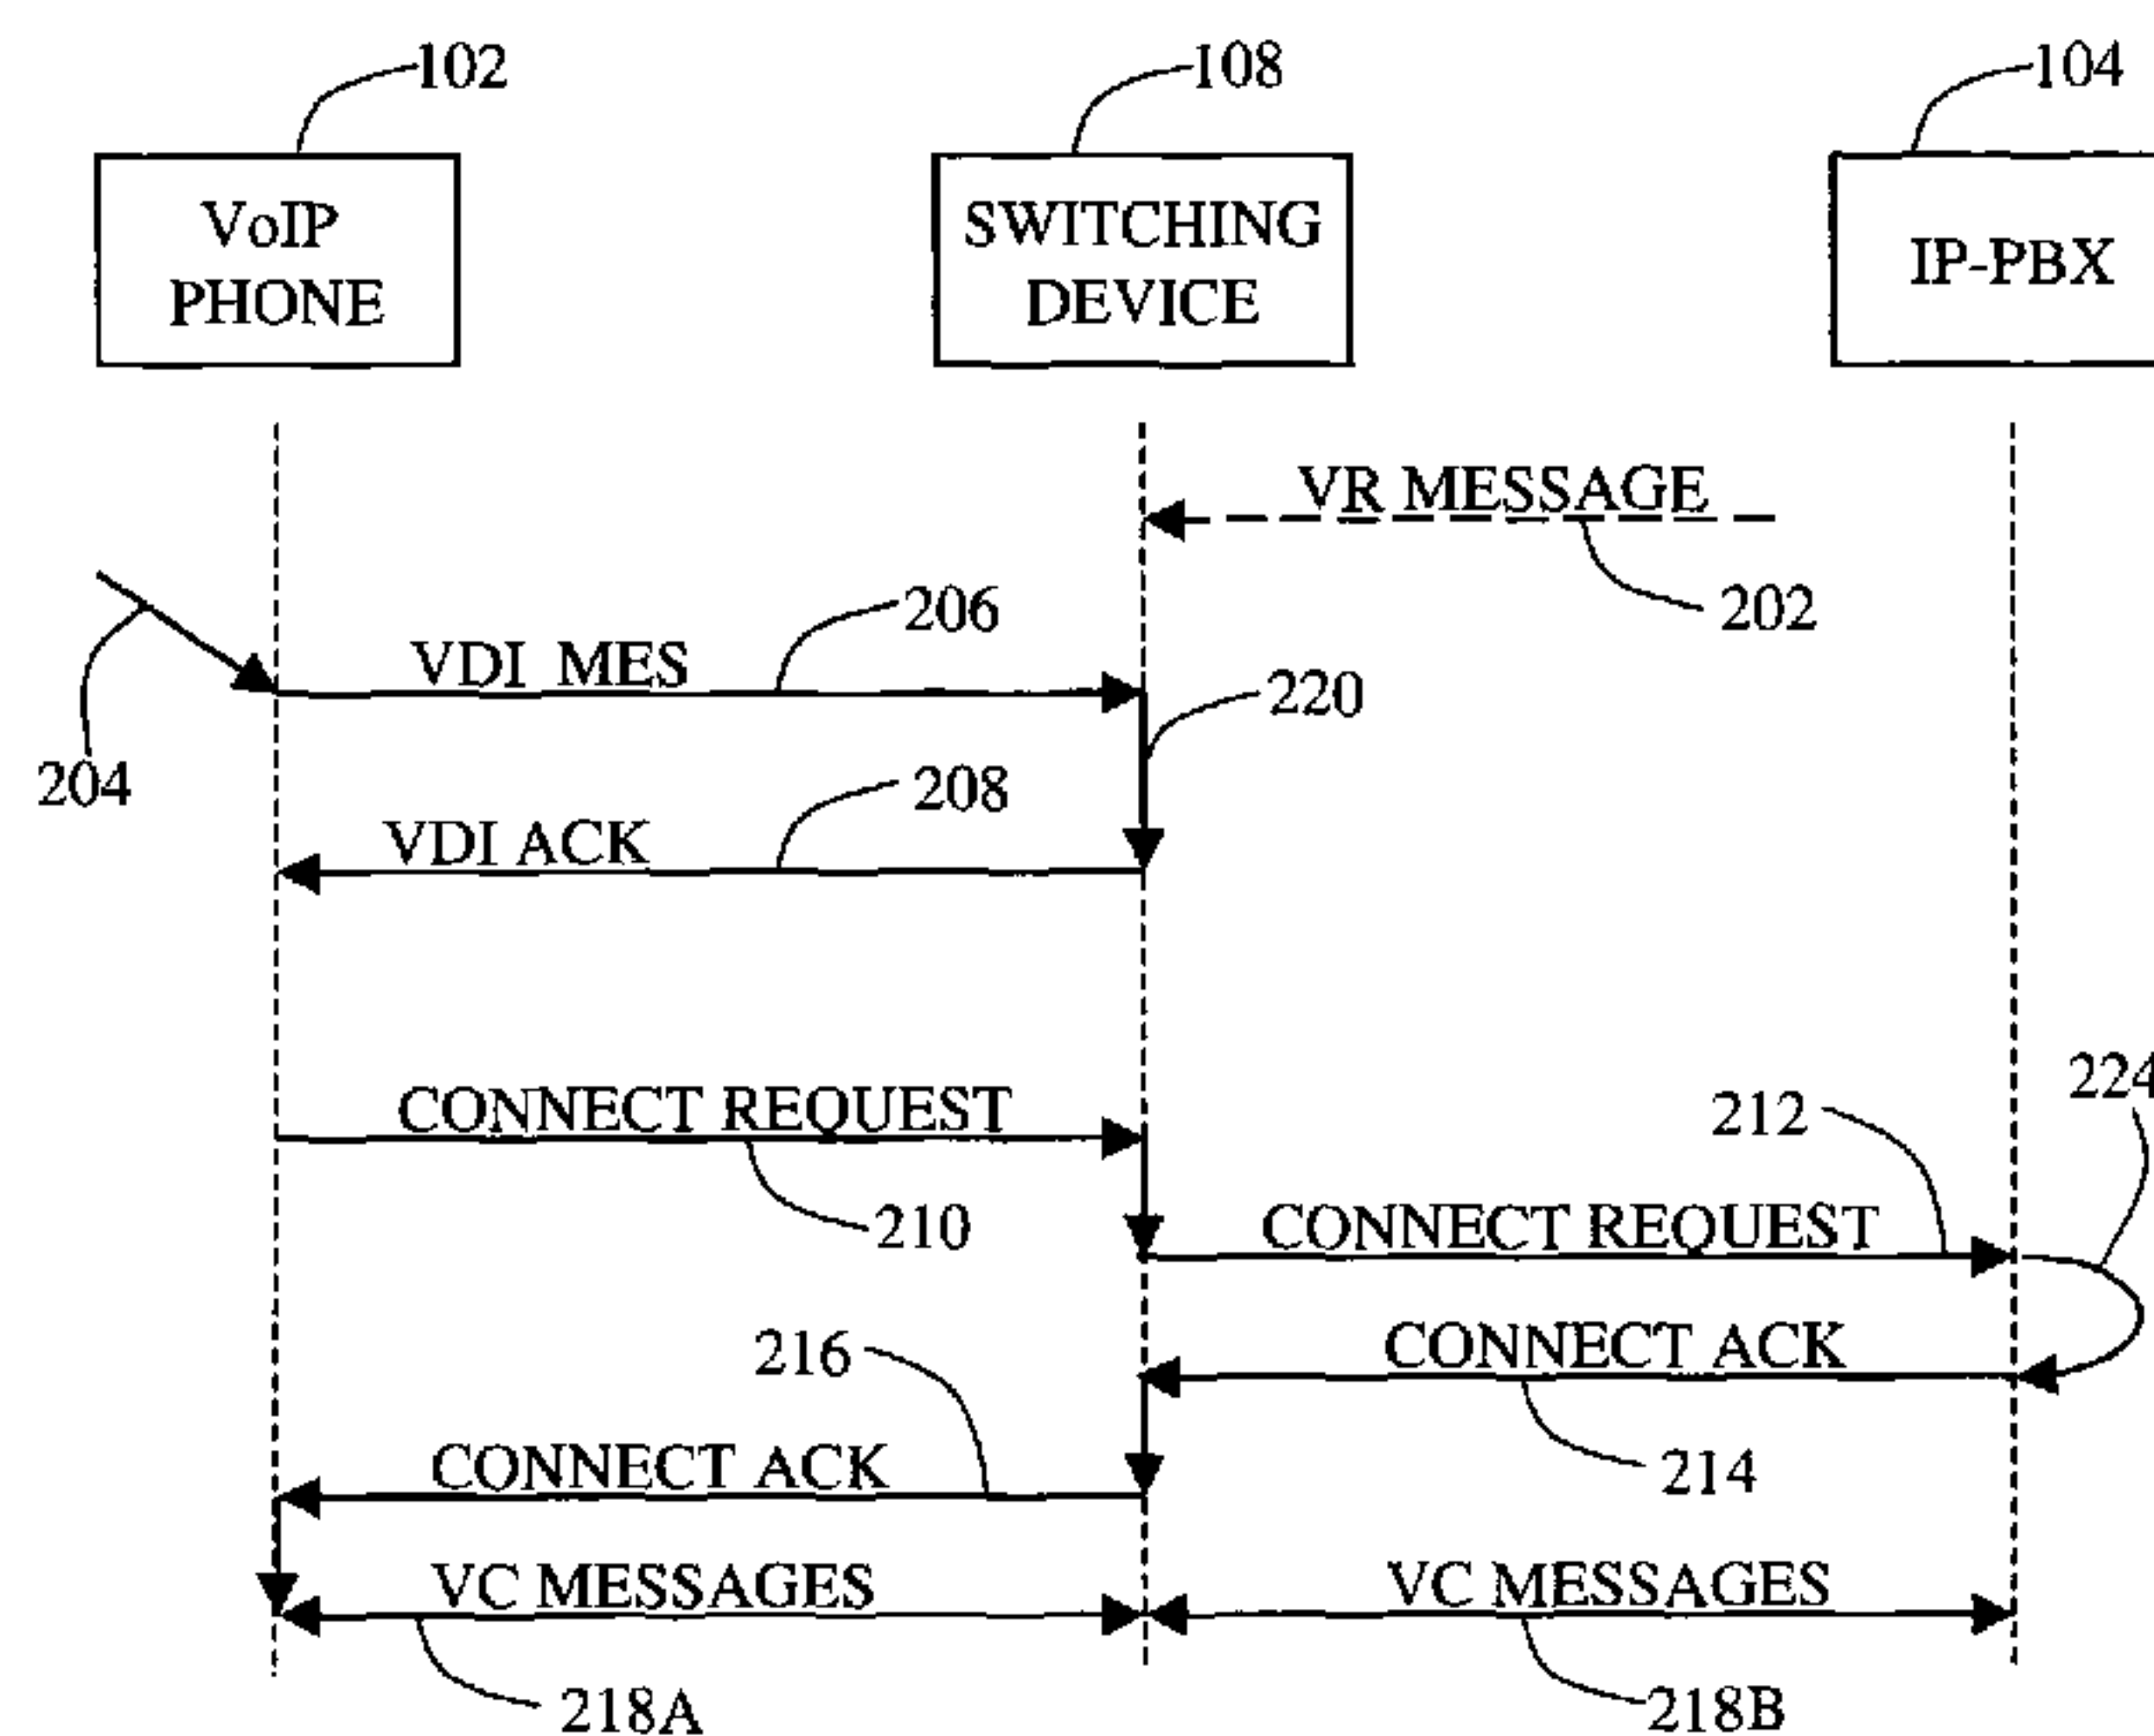 102
108
104
VoIP
PHONE
SWITCHING
DEVICE
IP-PBX
VR MESSAGE
202
206
VDI MES
220
204
208
VDI ACK
CONNECT REQUEST
210
212
224
CONNECT REQUEST
216
CONNECT ACK
214
CONNECT ACK
VC MESSAGES
VC MESSAGES
218A
218B